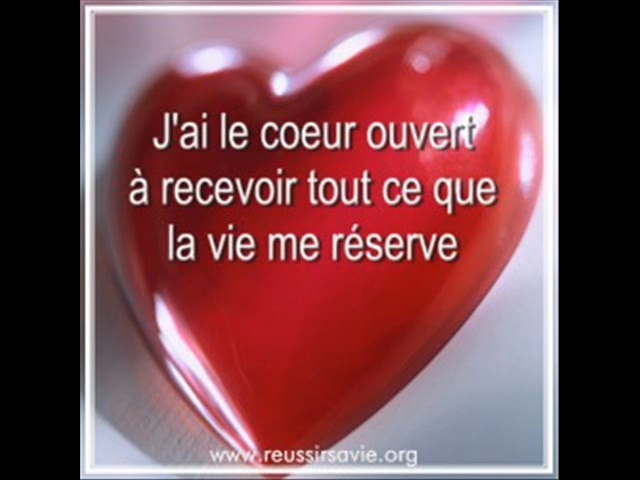 J'ai le coeur ouvert
à recevoir tout ce que
la vie me réserve
www.reussirsavie.org